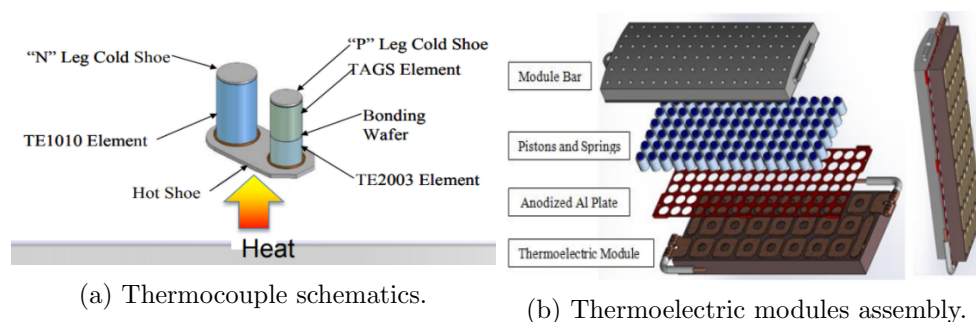 “N” Leg Cold Shoe
“P” Leg Cold Shoe
TAGS Element
Bonding
Wafer
TE1010 Element
TE2003 Element
Hot Shoe
Heat
(a) Thermocouple schematics.
Module Bar
Pistons and Springs
Anodized Al Plate
Thermoelectric Module
(b) Thermoelectric modules assembly.